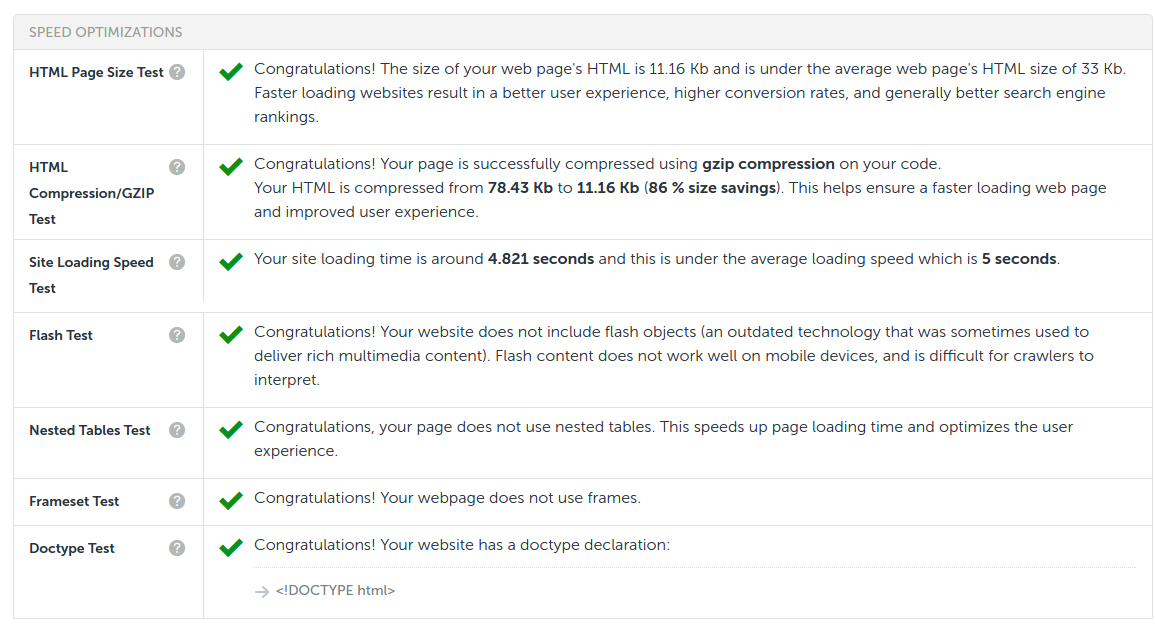 SPEED OPTIMIZATIONS
HTML Page Size Test ?
Congratulations! The size of your web page's HTML is 11.16 Kb and is under the average web page's HTML size of 33 Kb.
Faster loading websites result in a better user experience, higher conversion rates, and generally better search engine
rankings.
HTML ?
Compression/GZIP
Test
Congratulations! Your page is successfully compressed using gzip compression on your code.
Your HTML is compressed from 78.43 Kb to 11.16 Kb (86 % size savings). This helps ensure a faster loading web page
and improved user experience.
Site Loading Speed ?
Test
Your site loading time is around 4.821 seconds and this is under the average loading speed which is 5 seconds.
Flash Test ?
Congratulations! Your website does not include flash objects (an outdated technology that was sometimes used to
deliver rich multimedia content). Flash content does not work well on mobile devices, and is difficult for crawlers to
interpret.
Nested Tables Test ?
Congratulations, your page does not use nested tables. This speeds up page loading time and optimizes the user
experience.
Frameset Test ?
Congratulations! Your webpage does not use frames.
Doctype Test ?
Congratulations! Your website has a doctype declaration:
→ <!DOCTYPE html>